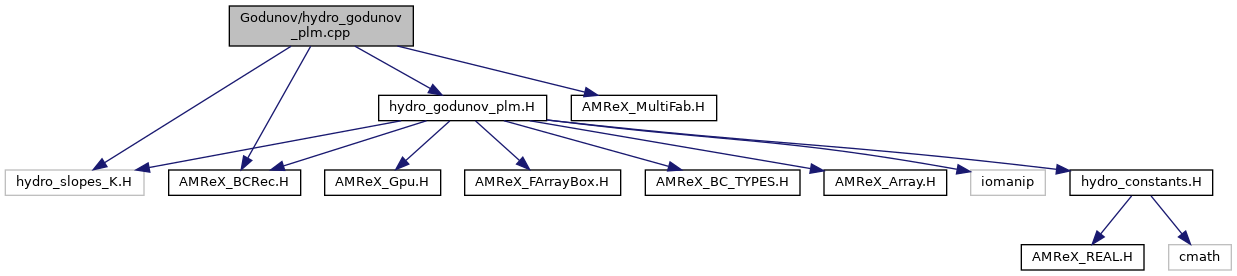 Godunov/hydro_godunov
_plm.cpp
hydro_godunov_plm.H
AMReX_MultiFab.H
hydro_slopes_K.H
AMReX_BCRec.H
AMReX_Gpu.H
AMReX_FArrayBox.H
AMReX_BC_TYPES.H
AMReX_Array.H
iomanip
hydro_constants.H
AMReX_REAL.H
cmath